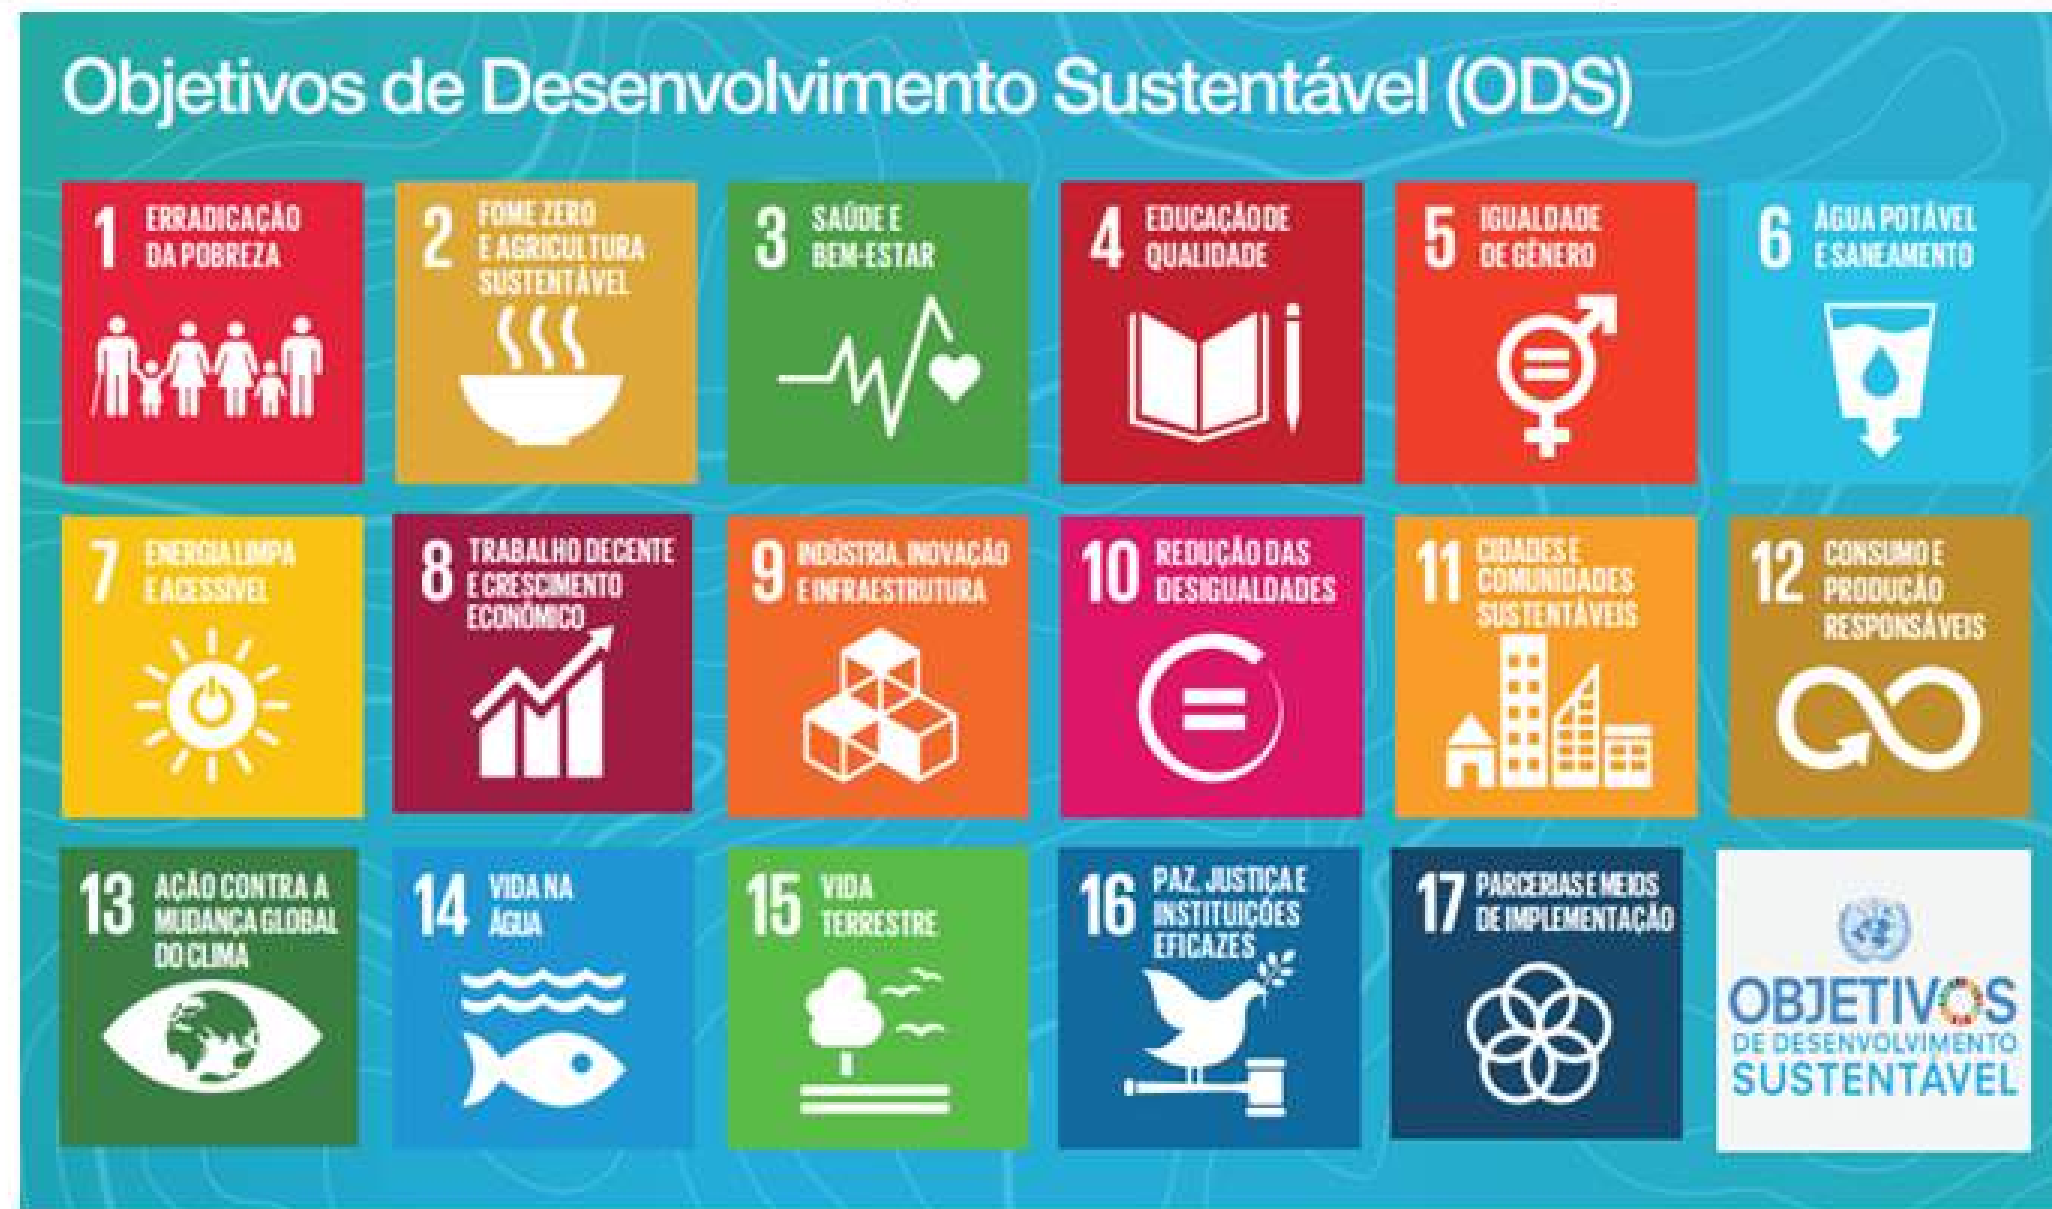 Objetivos de Desenvolvimento Sustentável (ODS)
1 ERRADICAÇÃO
DA POBREZA
2 FOME ZERO
E AGRICULTURA
SUSTENTÁVEL
3 SAÚDE E
BEM-ESTAR
4 EDUCAÇÃO DE
QUALIDADE
5 IGUALDADE
DE GÊNERO
6 ÁGUA POTÁVEL
E SANEAMENTO
7 ENERGIA LIMPA
E ACESSÍVEL
8 TRABALHO DECENTE
E CRESCIMENTO
ECONÔMICO
9 INDÚSTRIA, INOVAÇÃO
E INFRAESTRUTURA
10 REDUÇÃO DAS
DESIGUALDADES
11 CIDADES E
COMUNIDADES
SUSTENTÁVEIS
12 CONSUMO E
PRODUÇÃO
RESPONSÁVEIS
13 AÇÃO CONTRA A
MUDANÇA GLOBAL
DO CLIMA
14 VIDA NA
ÁGUA
15 VIDA
TERRESTRE
16 PAZ, JUSTIÇA E
INSTITUIÇÕES
EFICAZES
17 PARCERIAS E MEIOS
DE IMPLEMENTAÇÃO
OBJETIVOS
DE DESENVOLVIMENTO
SUSTENTÁVEL